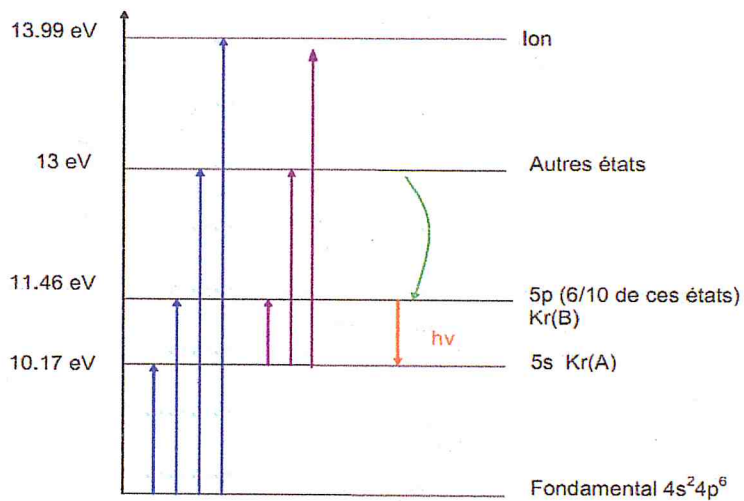 13.99 eV
Ion
13 eV
Autres états
11.46 eV
5p (6/10 de ces états)
Kr(B)
hν
10.17 eV
5s Kr(A)
Fondamental 4s²4p⁶